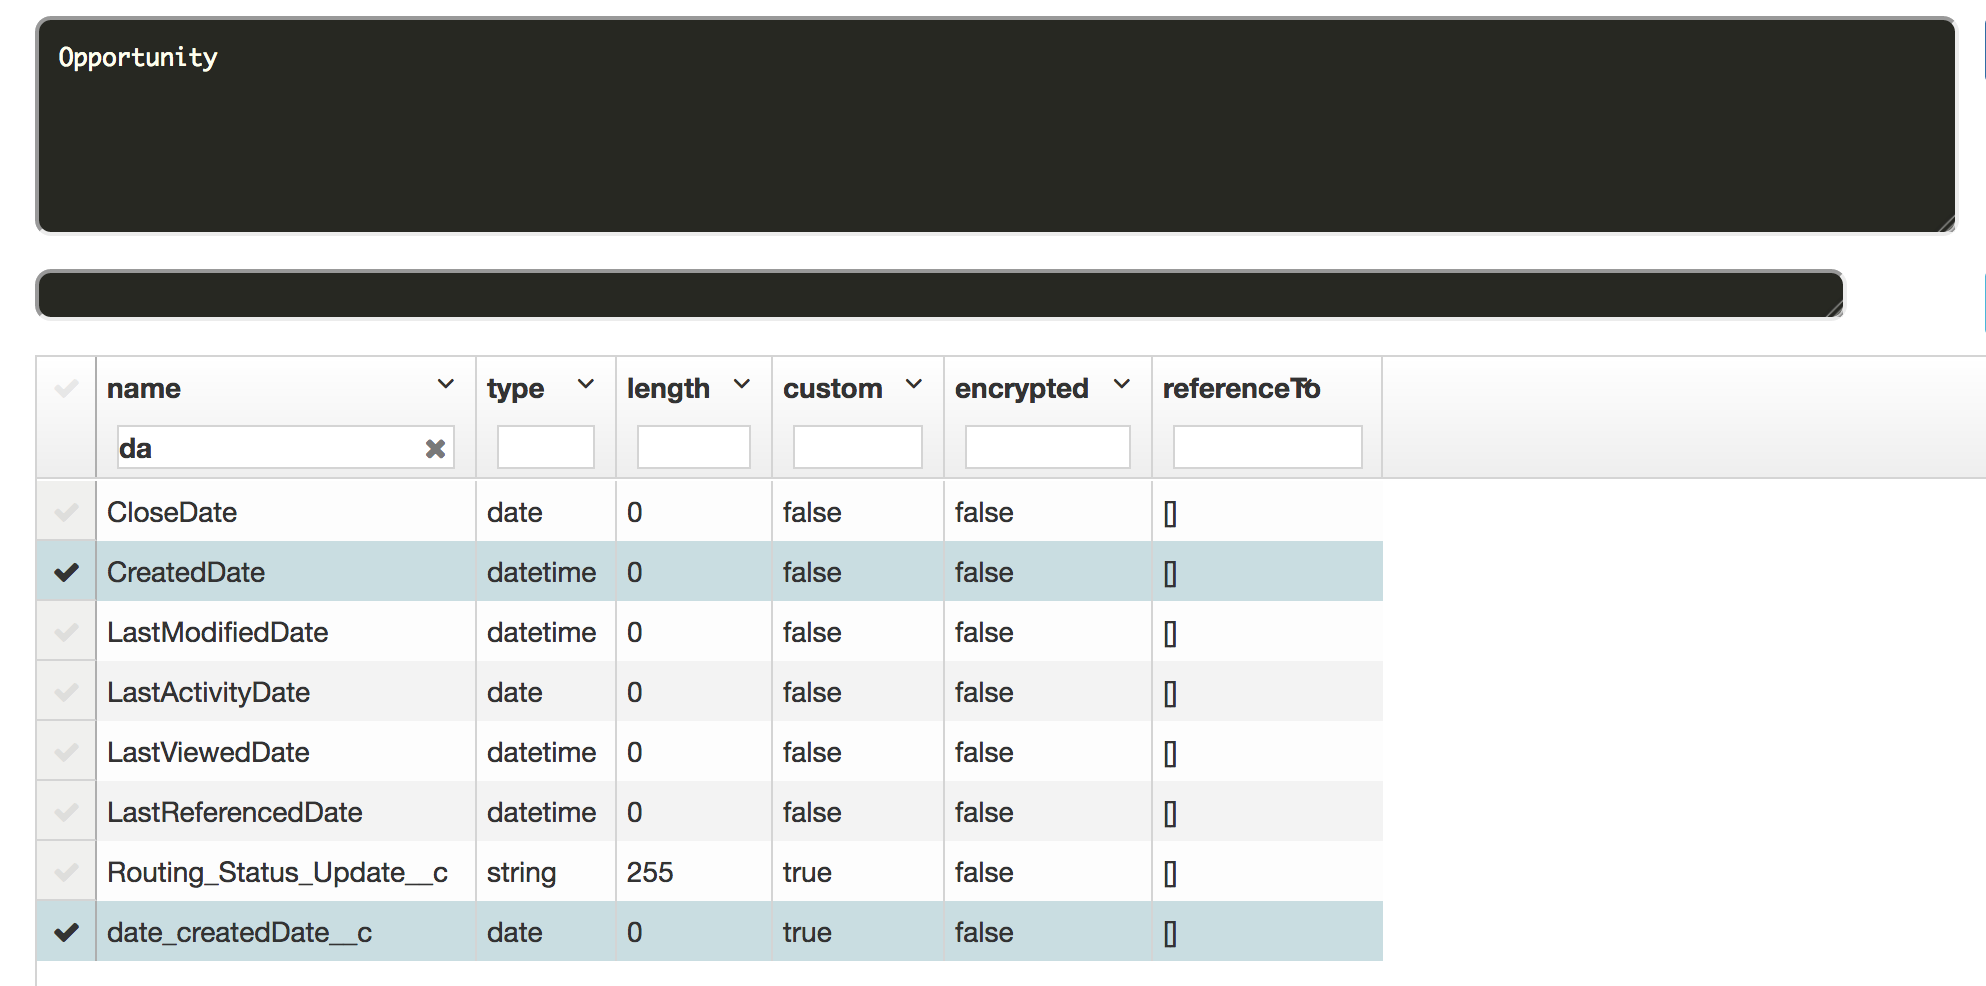 Opportunity
name type length custom encrypted referenceTo
da
CloseDate date 0 false false []
CreatedDate datetime 0 false false []
LastModifiedDate datetime 0 false false []
LastActivityDate date 0 false false []
LastViewedDate datetime 0 false false []
LastReferencedDate datetime 0 false false []
Routing_Status_Update__c string 255 true false []
date_createdDate__c date 0 true false []